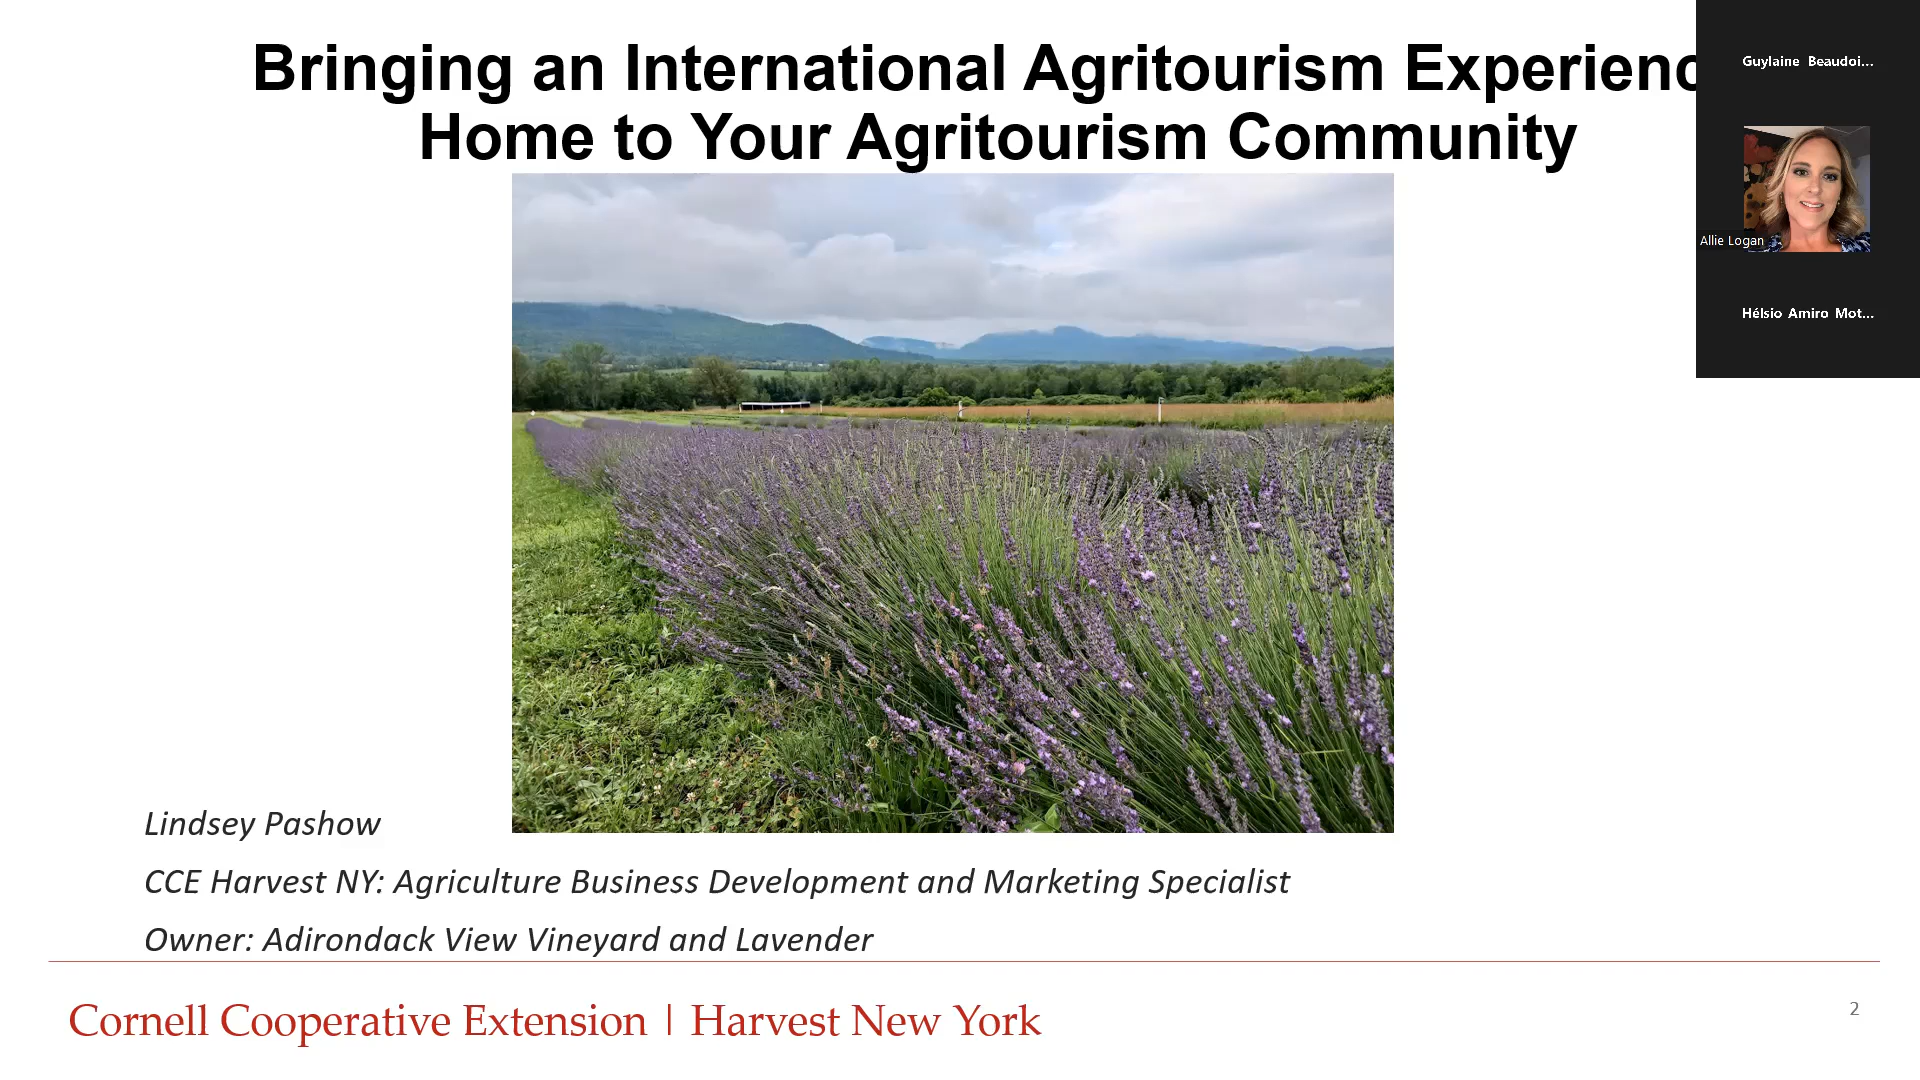 Bringing an International Agritourism Experienc
Home to Your Agritourism Community
Guylaine Beaudoi...
Allie Logan
Hélsio Amiro Mot...
Lindsey Pashow
CCE Harvest NY: Agriculture Business Development and Marketing Specialist
Owner: Adirondack View Vineyard and Lavender
Cornell Cooperative Extension | Harvest New York
2